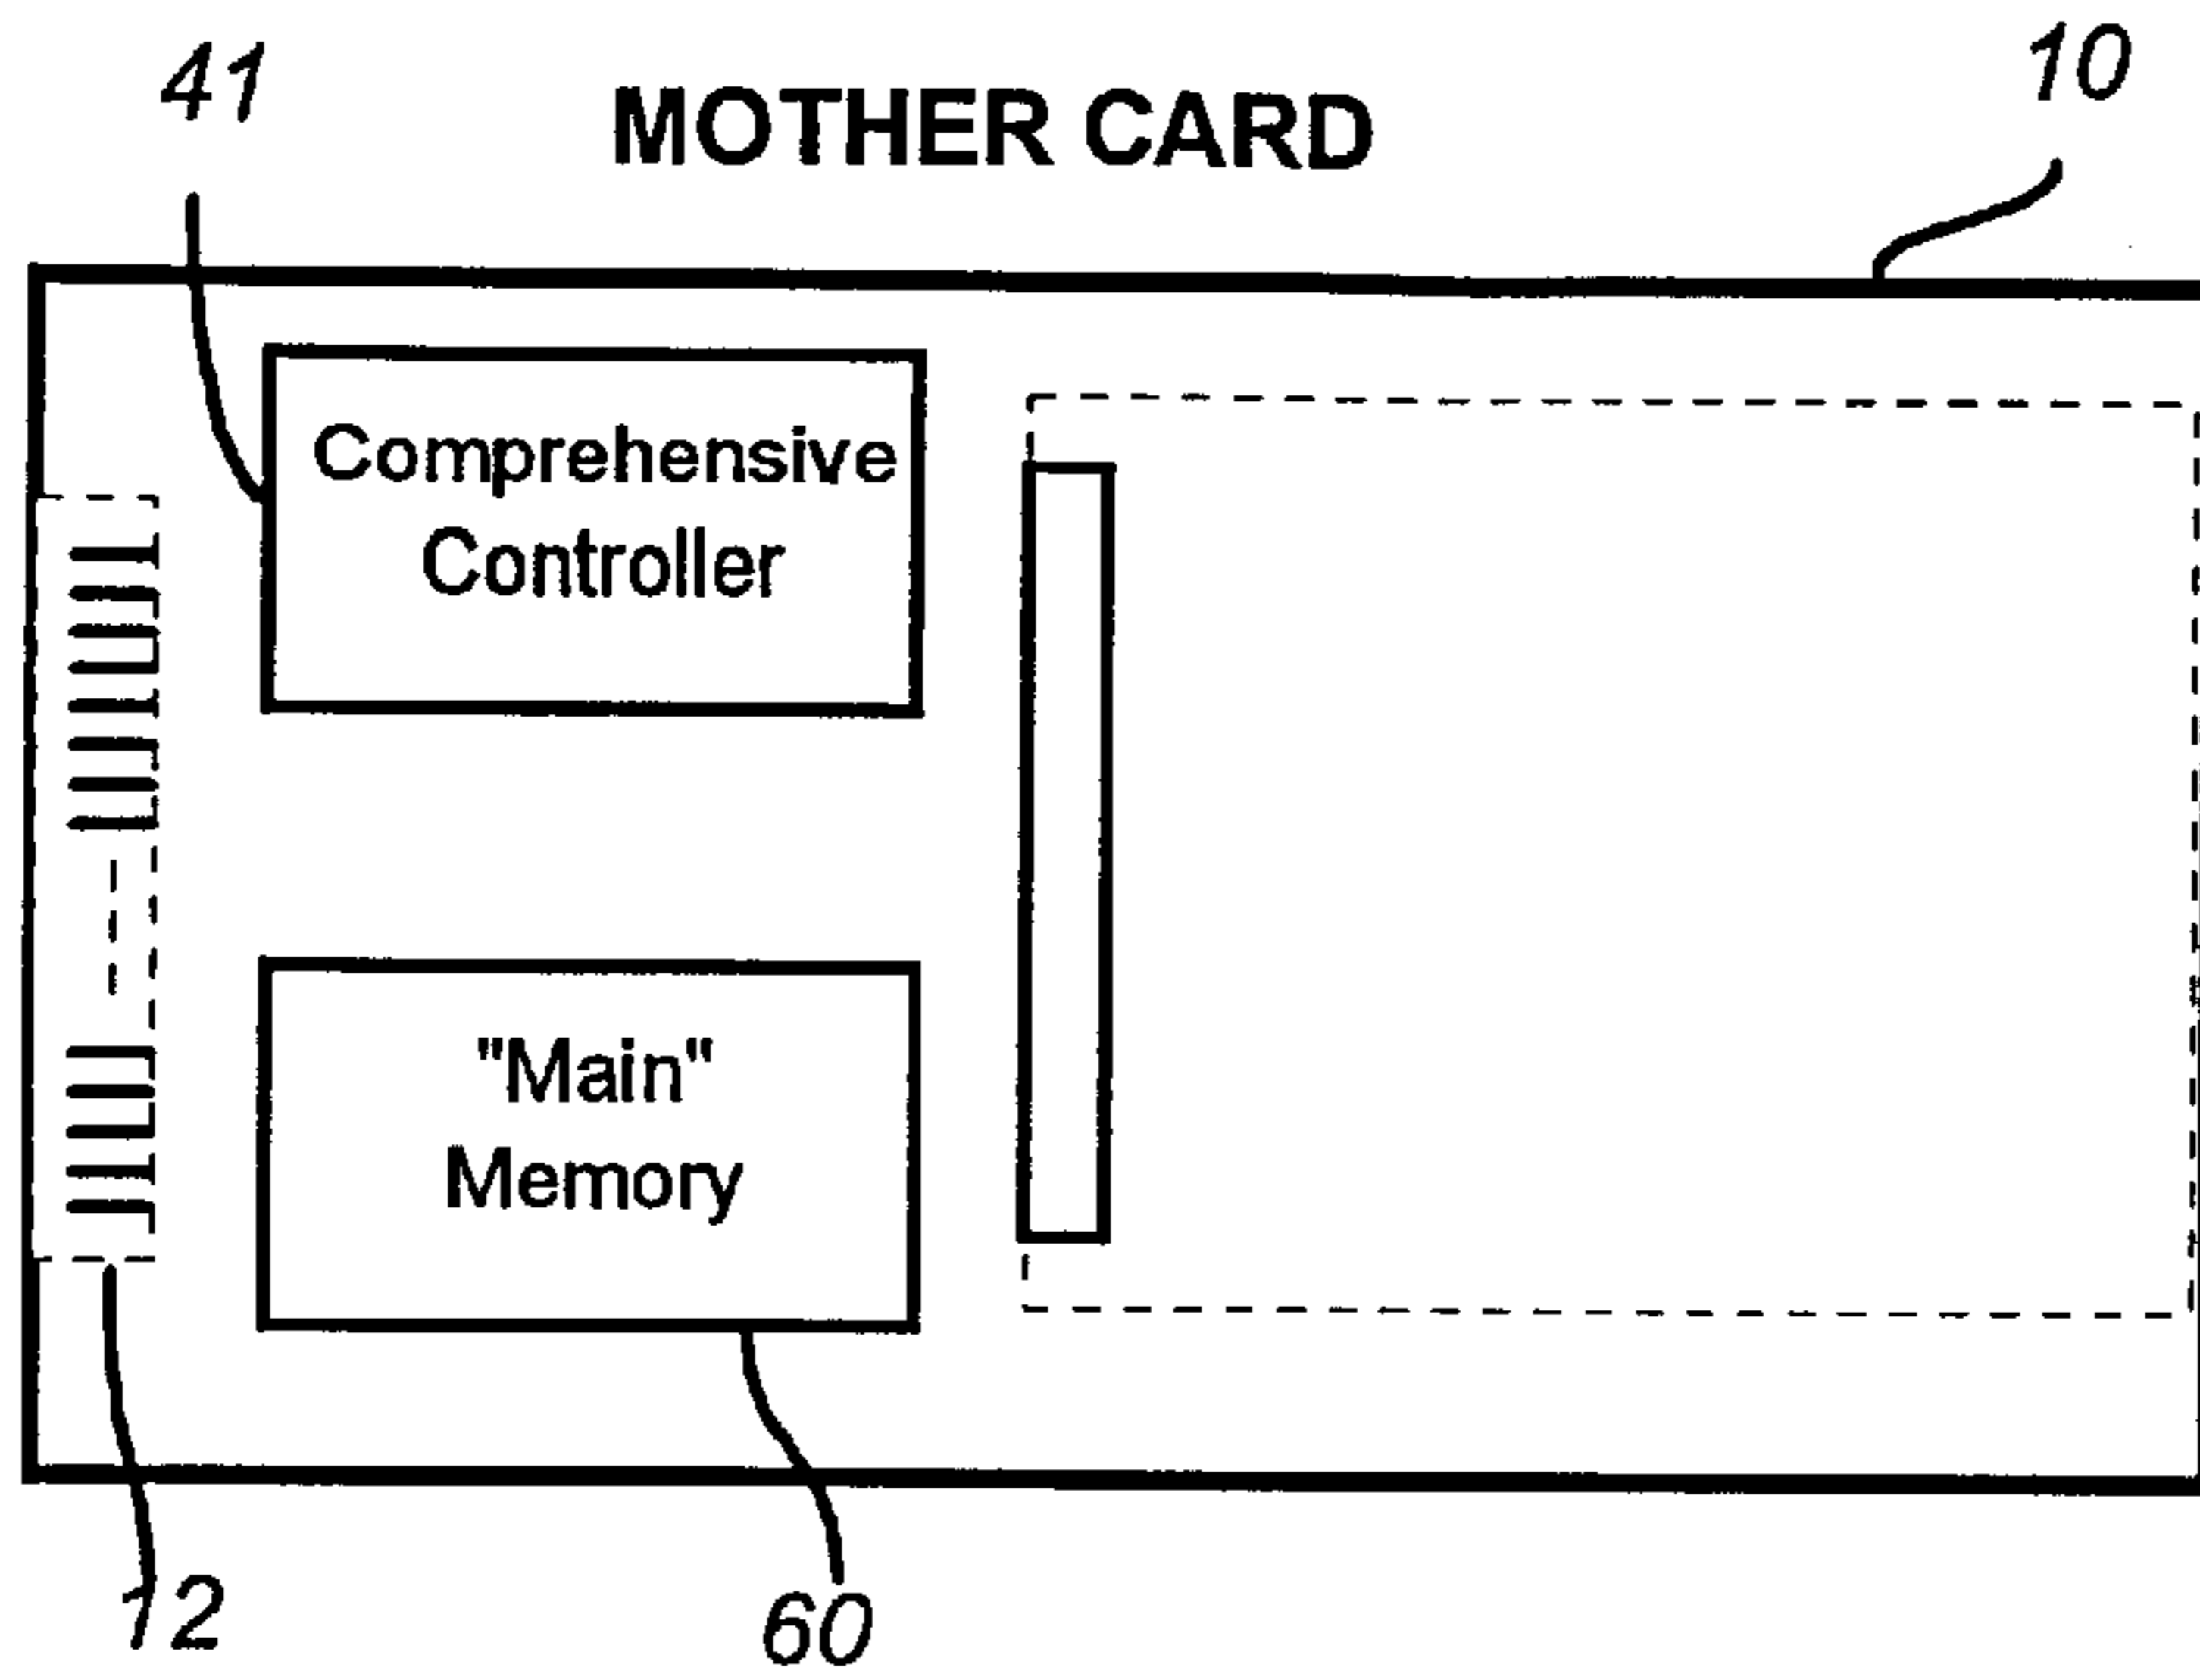 41
MOTHER CARD
10
Comprehensive
Controller
"Main"
Memory
12
60